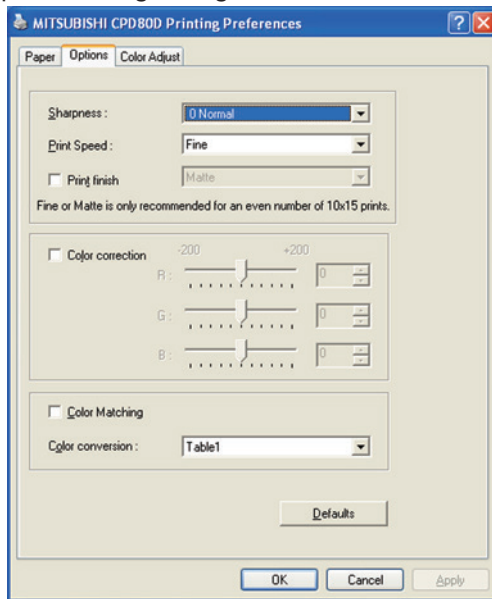 MITSUBISHI CPD80D Printing Preferences
Paper Options Color Adjust
Sharpness : 0 Normal
Print Speed : Fine
Print finish Matte
Fine or Matte is only recommended for an even number of 10x15 prints.
Color correction -200 +200
R : 0
G : 0
B : 0
Color Matching
Color conversion : Table1
Defaults
OK Cancel Apply